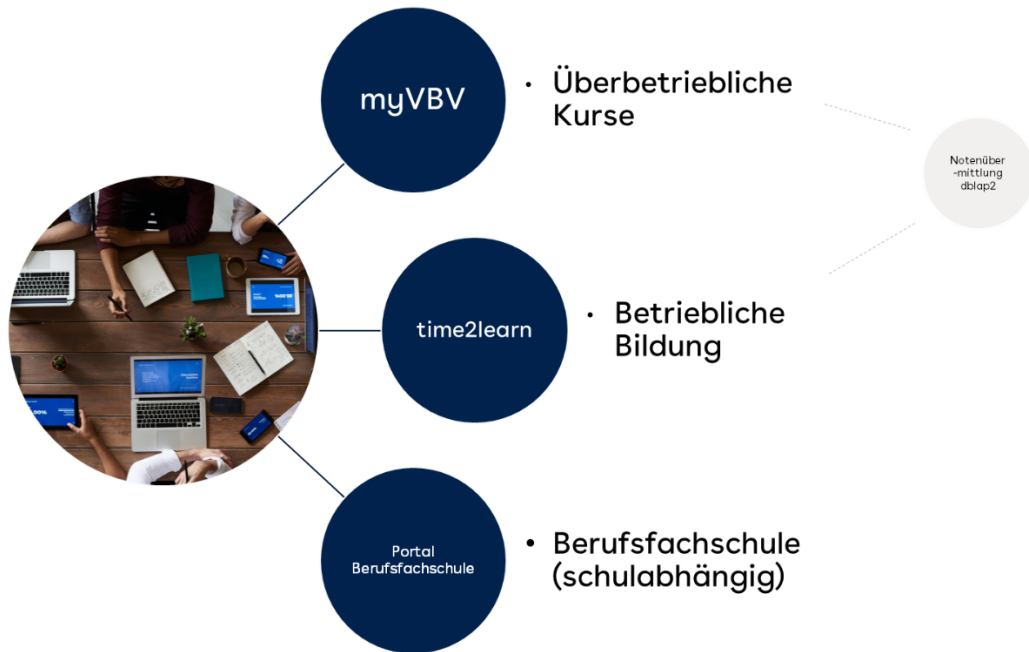 myVBV
• Überbetriebliche
Kurse
Notenüber
-mittlung
dblap2
time2learn
• Betriebliche
Bildung
Portal
Berufsfachschule
• Berufsfachschule
(schulabhängig)